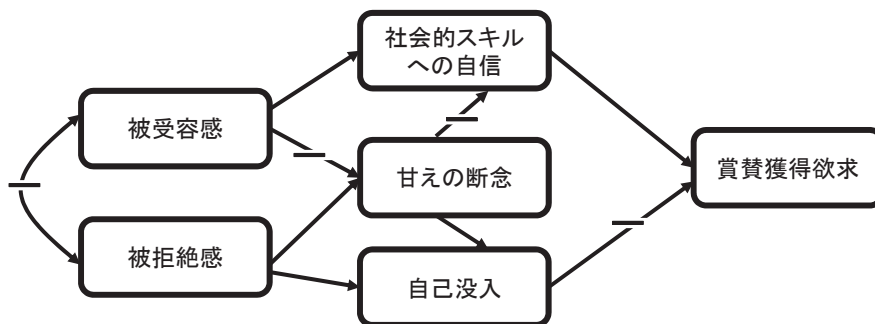 社会的スキル
への自信
被受容感
甘えの断念
賞賛獲得欲求
被拒絶感
自己没入